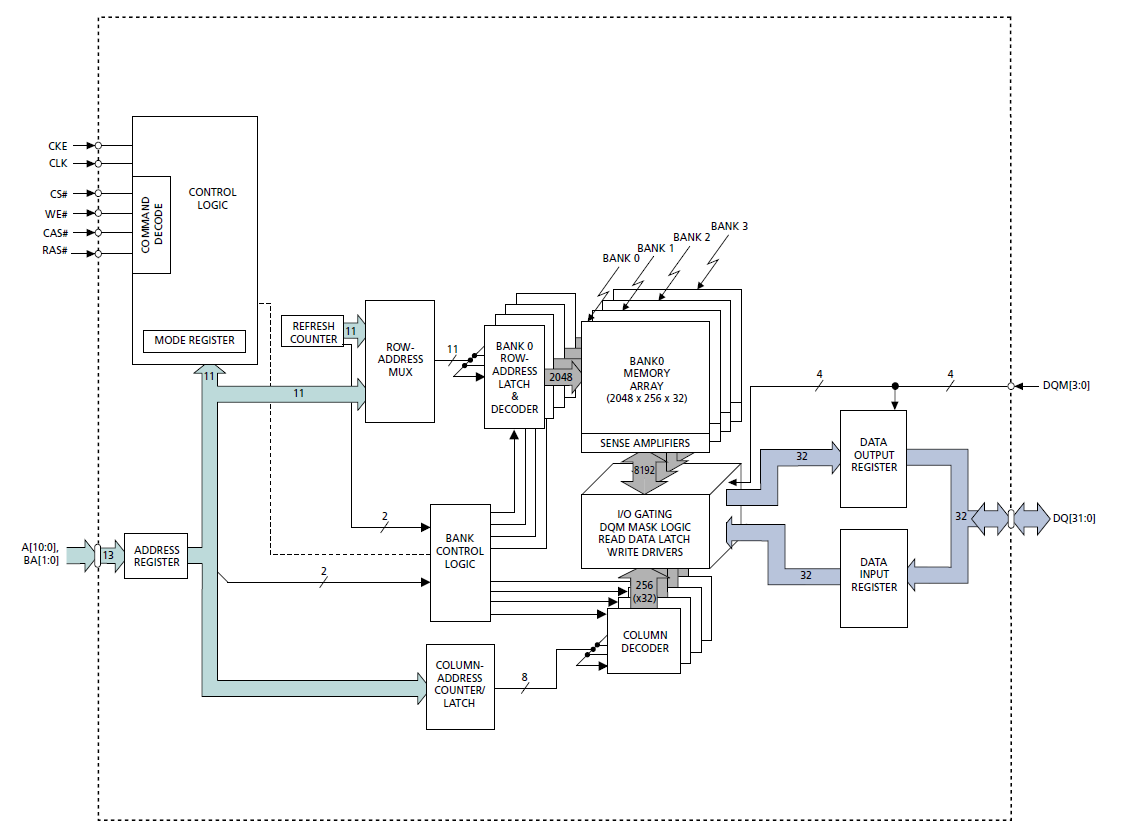 CKE
CLK
CS#
WE#
CAS#
RAS#
COMMAND
DECODE
CONTROL
LOGIC
MODE REGISTER
11
REFRESH
COUNTER
11
11
ROW-
ADDRESS
MUX
11
BANK 0
ROW-
ADDRESS
LATCH
&
DECODER
2048
BANK 0
BANK 1
BANK 2
BANK 3
BANK0
MEMORY
ARRAY
(2048 x 256 x 32)
SENSE AMPLIFIERS
8192
I/O GATING
DQM MASK LOGIC
READ DATA LATCH
WRITE DRIVERS
256
(x32)
COLUMN
DECODER
2
2
BANK
CONTROL
LOGIC
A[10:0],
BA[1:0]
13
ADDRESS
REGISTER
COLUMN-
ADDRESS
COUNTER/
LATCH
8
4
4
DQM[3:0]
32
DATA
OUTPUT
REGISTER
32
DQ[31:0]
32
DATA
INPUT
REGISTER